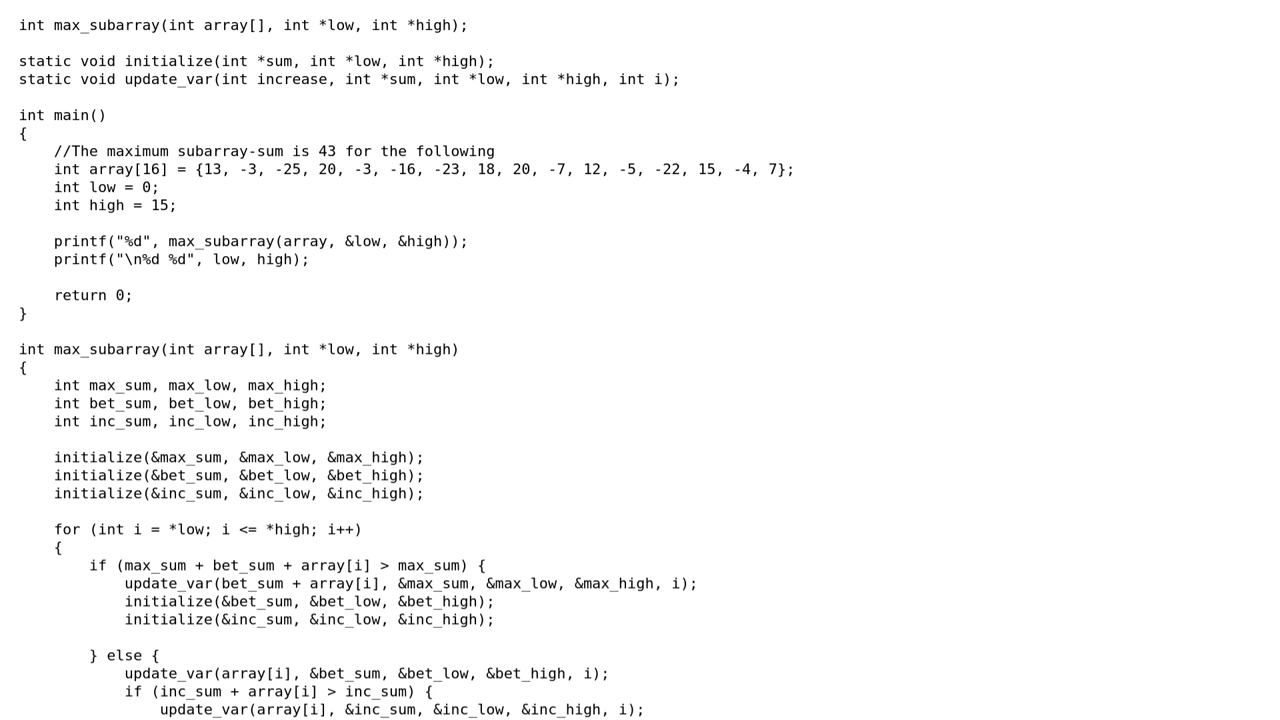 int max_subarray(int array[], int *low, int *high);

static void initialize(int *sum, int *low, int *high);
static void update_var(int increase, int *sum, int *low, int *high, int i);

int main()
{
    //The maximum subarray-sum is 43 for the following
    int array[16] = {13, -3, -25, 20, -3, -16, -23, 18, 20, -7, 12, -5, -22, 15, -4, 7};
    int low = 0;
    int high = 15;

    printf("%d", max_subarray(array, &low, &high));
    printf("\n%d %d", low, high);

    return 0;
}

int max_subarray(int array[], int *low, int *high)
{
    int max_sum, max_low, max_high;
    int bet_sum, bet_low, bet_high;
    int inc_sum, inc_low, inc_high;

    initialize(&max_sum, &max_low, &max_high);
    initialize(&bet_sum, &bet_low, &bet_high);
    initialize(&inc_sum, &inc_low, &inc_high);

    for (int i = *low; i <= *high; i++)
    {
        if (max_sum + bet_sum + array[i] > max_sum) {
            update_var(bet_sum + array[i], &max_sum, &max_low, &max_high, i);
            initialize(&bet_sum, &bet_low, &bet_high);
            initialize(&inc_sum, &inc_low, &inc_high);

        } else {
            update_var(array[i], &bet_sum, &bet_low, &bet_high, i);
            if (inc_sum + array[i] > inc_sum) {
                update_var(array[i], &inc_sum, &inc_low, &inc_high, i);